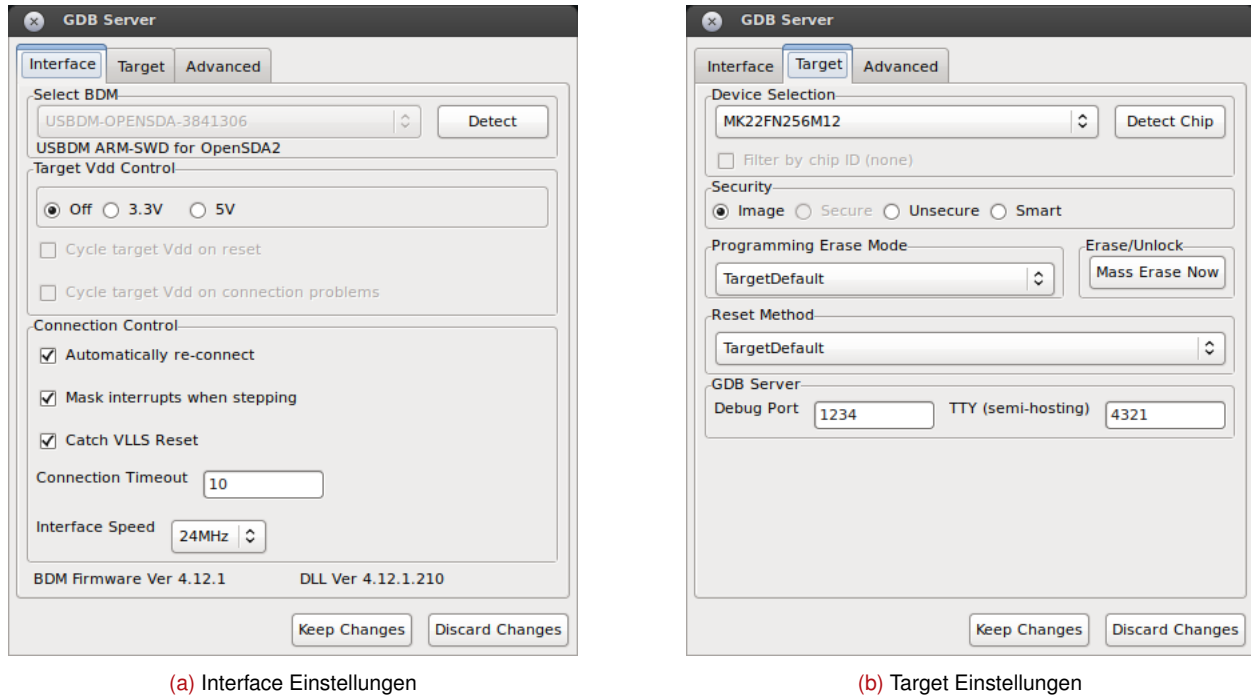 GDB Server
Interface Target Advanced
Select BDM
USBDM-OPENSDA-3841306 Detect
USBDM ARM-SWD for OpenSDA2
Target Vdd Control
Off 3.3V 5V
Cycle target Vdd on reset
Cycle target Vdd on connection problems
Connection Control
Automatically re-connect
Mask interrupts when stepping
Catch VLLS Reset
Connection Timeout 10
Interface Speed 24MHz
BDM Firmware Ver 4.12.1 DLL Ver 4.12.1.210
Keep Changes Discard Changes
(a) Interface Einstellungen
GDB Server
Interface Target Advanced
Device Selection
MK22FN256M12 Detect Chip
Filter by chip ID (none)
Security
Image Secure Unsecure Smart
Programming Erase Mode Erase/Unlock
TargetDefault Mass Erase Now
Reset Method
TargetDefault
GDB Server
Debug Port 1234 TTY (semi-hosting) 4321
Keep Changes Discard Changes
(b) Target Einstellungen